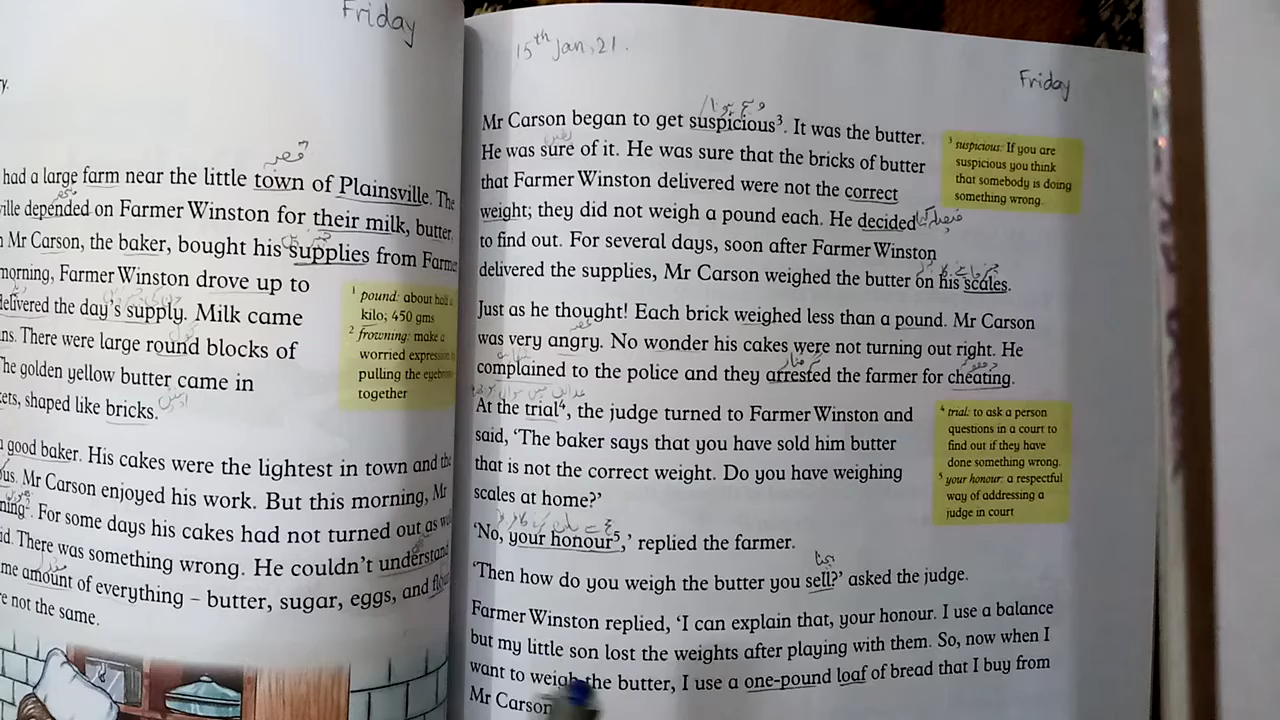 Friday
y.
had a large farm near the little town of Plainsville. The
ville depended on Farmer Winston for their milk, butter,
Mr Carson, the baker, bought his supplies from Farme
morning, Farmer Winston drove up to
delivered the day's supply. Milk came
ns. There were large round blocks of
The golden yellow butter came in
ets, shaped like bricks.
¹ pound: about half a
kilo; 450 gms
² frowning: make a
worried expression
pulling the eyebrows
together
good baker. His cakes were the lightest in town and the
us. Mr Carson enjoyed his work. But this morning, Mr
ning². For some days his cakes had not turned out as well
id. There was something wrong. He couldn't understand
me amount of everything – butter, sugar, eggs, and flour
re not the same.
15th Jan, 21.
Friday
Mr Carson began to get suspicious³. It was the butter.
He was sure of it. He was sure that the bricks of butter
that Farmer Winston delivered were not the correct
weight; they did not weigh a pound each. He decided
to find out. For several days, soon after Farmer Winston
delivered the supplies, Mr Carson weighed the butter on his scales.
³ suspicious: If you are
suspicious you think
that somebody is doing
something wrong.
Just as he thought! Each brick weighed less than a pound. Mr Carson
was very angry. No wonder his cakes were not turning out right. He
complained to the police and they arrested the farmer for cheating.
At the trial⁴, the judge turned to Farmer Winston and
said, 'The baker says that you have sold him butter
that is not the correct weight. Do you have weighing
scales at home?'
⁴ trial: to ask a person
questions in a court to
find out if they have
done something wrong.
⁵ your honour: a respectful
way of addressing a
judge in court
'No, your honour⁵,' replied the farmer.
'Then how do you weigh the butter you sell?' asked the judge.
Farmer Winston replied, 'I can explain that, your honour. I use a balance
but my little son lost the weights after playing with them. So, now when I
want to weigh the butter, I use a one-pound loaf of bread that I buy from
Mr Carson